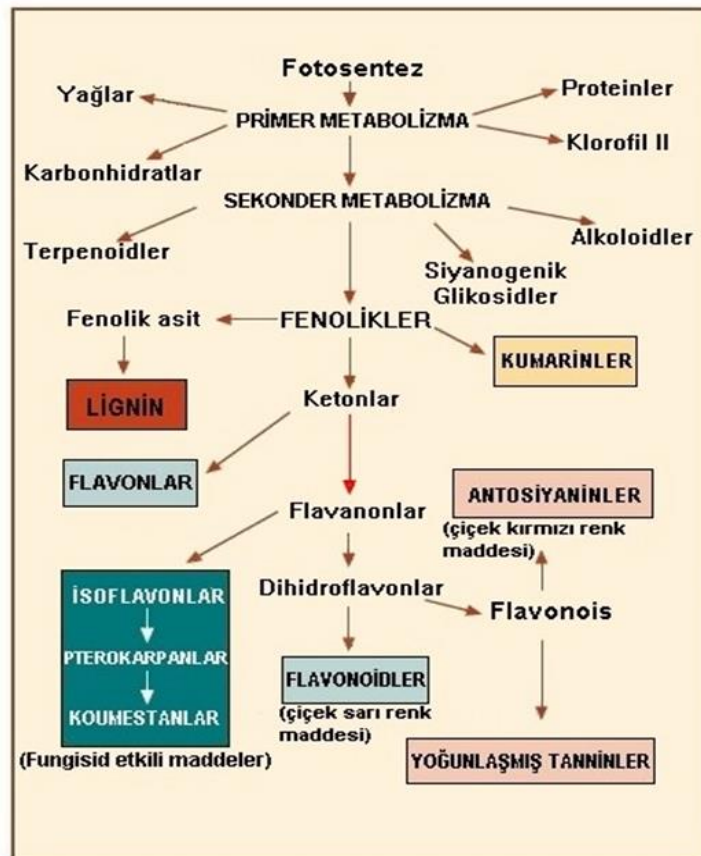 Fotosentez
Yağlar
Proteinler
PRİMER METABOLİZMA
Klorofil II
Karbonhidratlar
SEKONDER METABOLİZMA
Alkoloidler
Terpenoidler
Siyanogenik
Glikosidler
Fenolik asit
FENOLİKLER
KUMARİNLER
LİGNİN
Ketonlar
FLAVONLAR
ANTOSİYANİNLER
(çiçek kırmızı renk
maddesi)
Flavanonlar
Dihidroflavonlar
İSOFLAVONLAR
Flavonois
PTEROKARPANLAR
FLAVONOİDLER
KOUMESTANLAR
(çiçek sarı renk
maddesi)
(Fungisid etkili maddeler)
YOĞUNLAŞMIŞ TANNİNLER